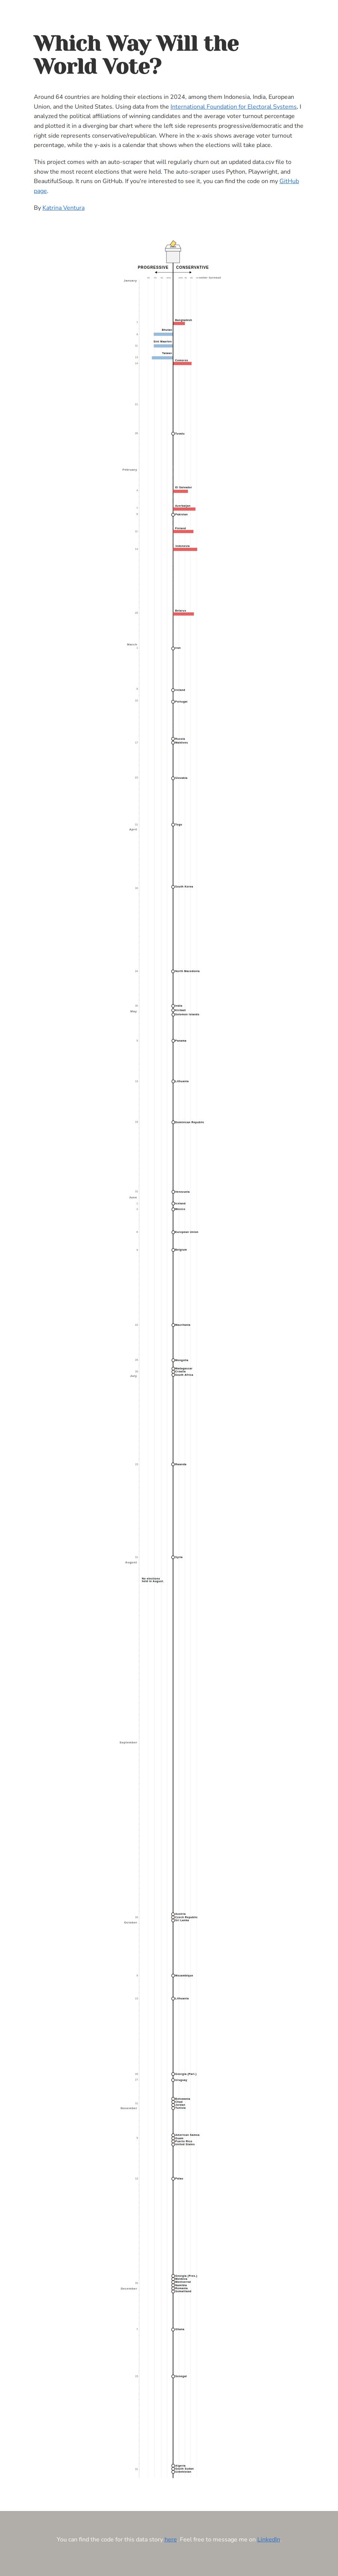 Which Way Will the
World Vote?
Around 64 countries are holding their elections in 2024, among them Indonesia, India, European
Union, and the United States. Using data from the International Foundation for Electoral Systems, I
analyzed the political affiliations of winning candidates and the average voter turnout percentage
and plotted it in a diverging bar chart where the left side represents progressive/democratic and the
right side represents conservative/republican. Where in the x-axis shows average voter turnout
percentage, while the y-axis is a calendar that shows when the elections will take place.
This project comes with an auto-scraper that will regularly churn out an updated data.csv file to
show the most recent elections that were held. The auto-scraper uses Python, Playwright, and
BeautifulSoup. It runs on GitHub. If you're interested to see it, you can find the code on my GitHub
page.
By Katrina Ventura
PROGRESSIVE CONSERVATIVE
January
Bangladesh
Bhutan
Taiwan
Comoros
Tuvalu
February
El Salvador
Azerbaijan
Pakistan
Finland
Indonesia
Belarus
March
Iran
Ireland
Portugal
Russia
Maldives
Slovakia
Togo
April
South Korea
North Macedonia
India
May
Solomon Islands
Panama
Lithuania
Dominican Republic
Venezuela
June
Iceland
Mexico
European Union
Belgium
Mauritania
Mongolia
Madagascar
Croatia
South Africa
July
Rwanda
Syria
August
No elections
held in August
September
Austria
Czech Republic
Sri Lanka
October
Mozambique
Lithuania
Georgia (Parl.)
Uruguay
Botswana
Chad
Jordan
Tunisia
November
American Samoa
Guam
Puerto Rico
United States
Palau
Georgia (Pres.)
Moldova
Montserrat
Namibia
Romania
Somaliland
December
Ghana
Senegal
Algeria
South Sudan
Uzbekistan
You can find the code for this data story here. Feel free to message me on LinkedIn.